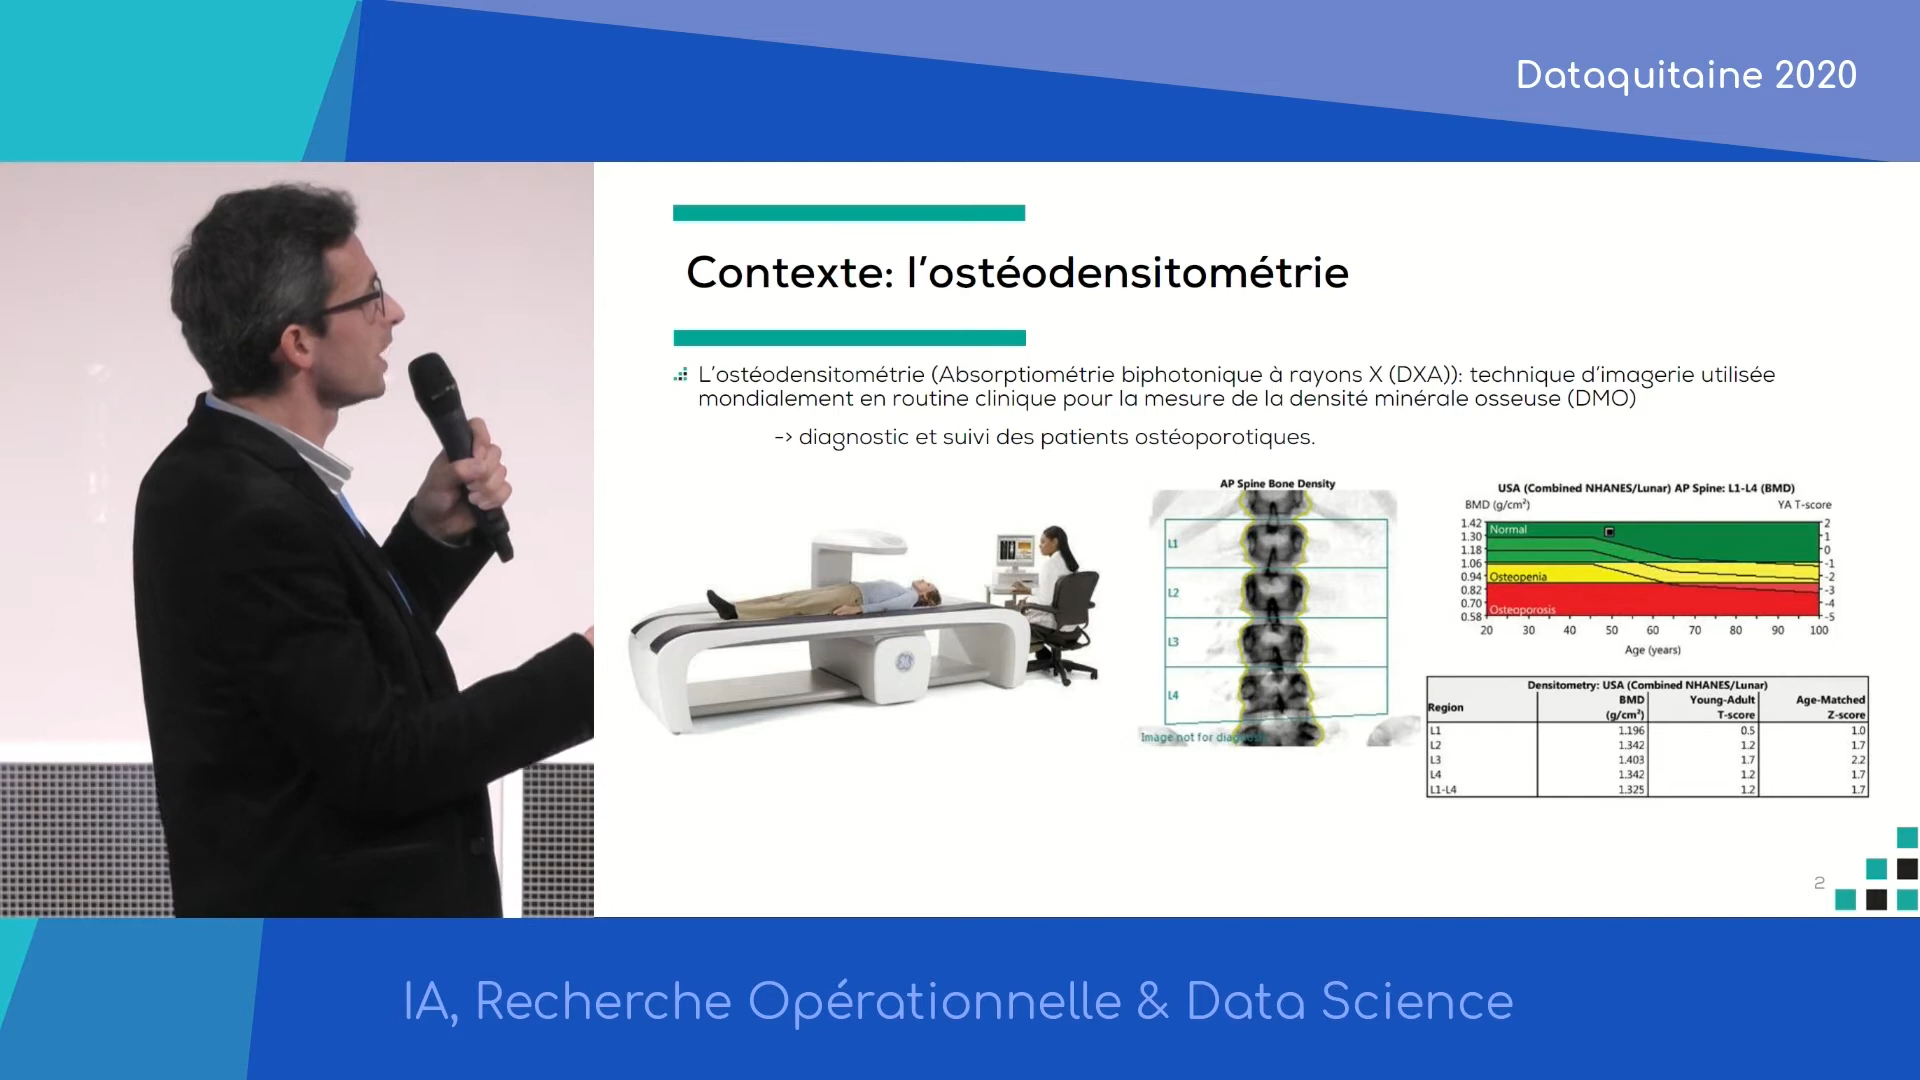 Dataquitaine 2020
Contexte: l'ostéodensitométrie
L'ostéodensitométrie (Absorptiométrie biphotonique à rayons X (DXA)): technique d'imagerie utilisée
mondialement en routine clinique pour la mesure de la densité minérale osseuse (DMO)
-> diagnostic et suivi des patients ostéoporotiques.
AP Spine Bone Density
L1
L2
L3
L4
Image not for
USA (Combined NHANES/Lunar) AP Spine: L1-L4 (BMD)
BMD (g/cm²) YA T-score
1.42 Normal 2
1.30 1
1.18 0
1.06 -1
0.94 Osteopenia -2
0.82 -3
0.70 Osteoporosis -4
0.58 -5
20 30 40 50 60 70 80 90 100
Age (years)
Densitometry: USA (Combined NHANES/Lunar)
Region BMD (g/cm²) Young-Adult T-score Age-Matched Z-score
L1 1.196 0.5 1.0
L2 1.342 1.2 1.7
L3 1.403 1.7 2.2
L4 1.342 1.2 1.7
L1-L4 1.325 1.2 1.7
2
IA, Recherche Opérationnelle & Data Science